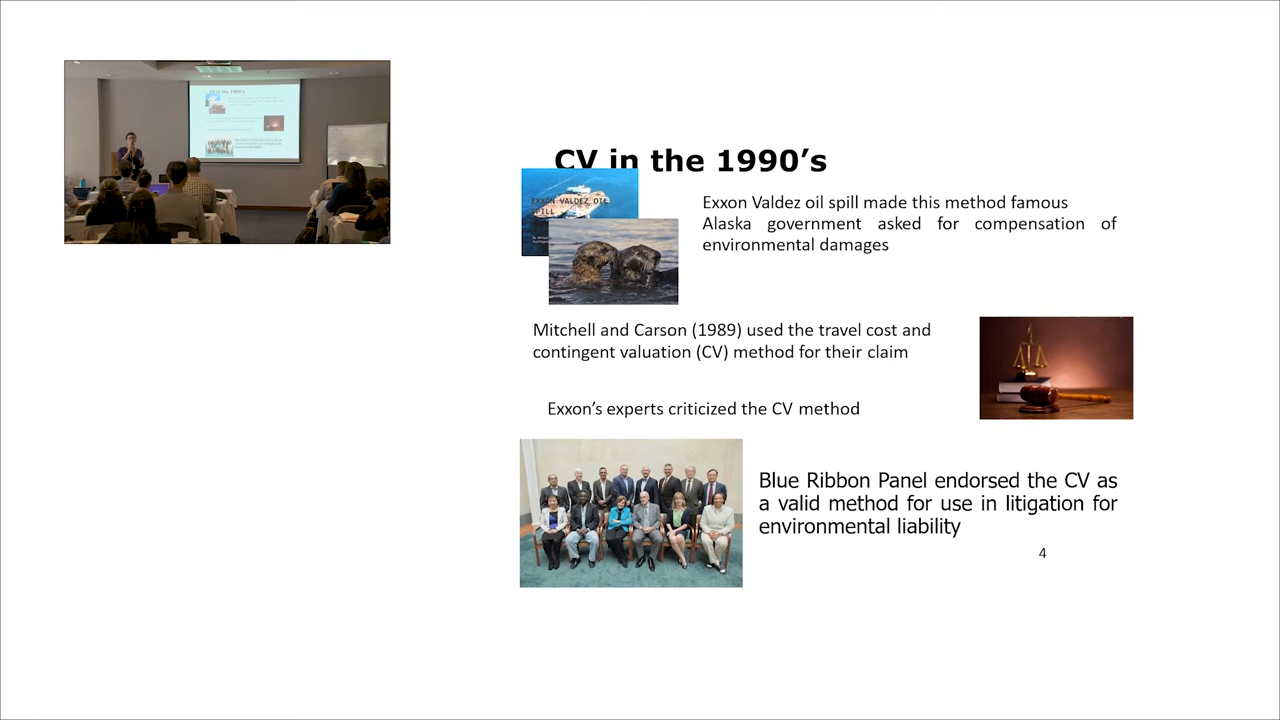 CV in the 1990's
EXXON VALDEZ OIL
SPILL
Exxon Valdez oil spill made this method famous
Alaska government asked for compensation of
environmental damages
Mitchell and Carson (1989) used the travel cost and
contingent valuation (CV) method for their claim
Exxon's experts criticized the CV method
Blue Ribbon Panel endorsed the CV as
a valid method for use in litigation for
environmental liability
4